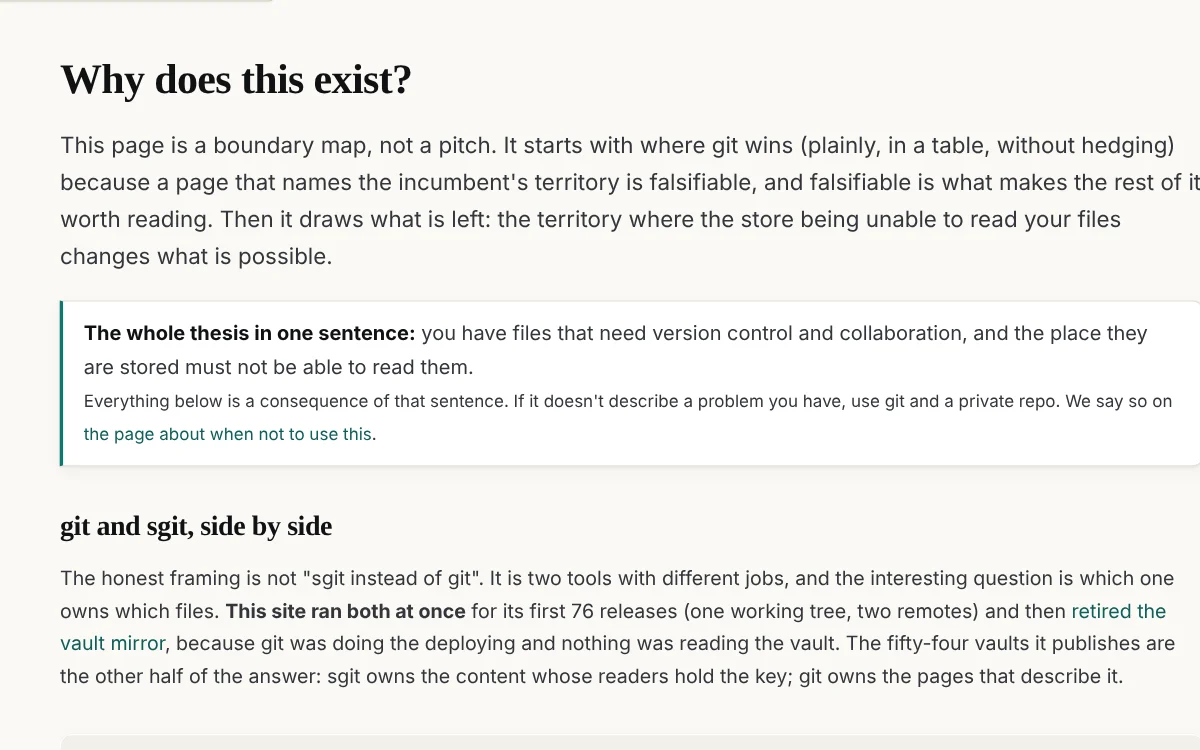 Why does this exist?
This page is a boundary map, not a pitch. It starts with where git wins (plainly, in a table, without hedging)
because a page that names the incumbent's territory is falsifiable, and falsifiable is what makes the rest of it
worth reading. Then it draws what is left: the territory where the store being unable to read your files
changes what is possible.
The whole thesis in one sentence: you have files that need version control and collaboration, and the place they
are stored must not be able to read them.
Everything below is a consequence of that sentence. If it doesn't describe a problem you have, use git and a private repo. We say so on
the page about when not to use this.
git and sgit, side by side
The honest framing is not "sgit instead of git". It is two tools with different jobs, and the interesting question is which one
owns which files. This site ran both at once for its first 76 releases (one working tree, two remotes) and then retired the
vault mirror, because git was doing the deploying and nothing was reading the vault. The fifty-four vaults it publishes are
the other half of the answer: sgit owns the content whose readers hold the key; git owns the pages that describe it.